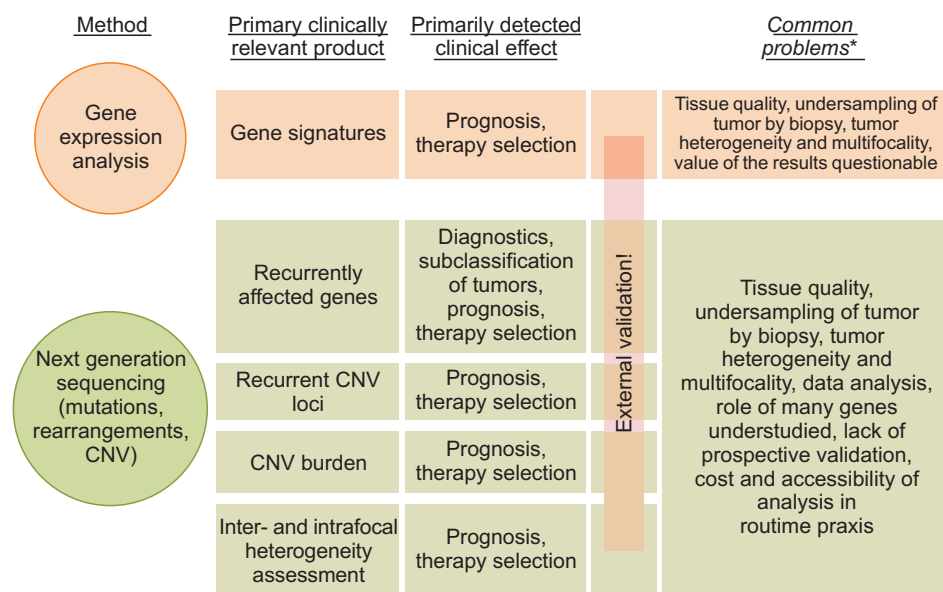 Method
Primary clinically
relevant product
Primarily detected
clinical effect
Common
problems*
Gene
expression
analysis
Gene signatures
Prognosis,
therapy selection
Tissue quality, undersampling of
tumor by biopsy, tumor
heterogeneity and multifocality,
value of the results questionable
Next generation
sequencing
(mutations,
rearrangements,
CNV)
Recurrently
affected genes
Diagnostics,
subclassification
of tumors,
prognosis,
therapy selection
Recurrent CNV
loci
Prognosis,
therapy selection
CNV burden
Prognosis,
therapy selection
Inter- and intrafocal
heterogeneity
assessment
Prognosis,
therapy selection
External validation!
Tissue quality,
undersampling of tumor
by biopsy, tumor
heterogeneity and
multifocality, data analysis,
role of many genes
understudied, lack of
prospective validation,
cost and accessibility of
analysis in
routime praxis